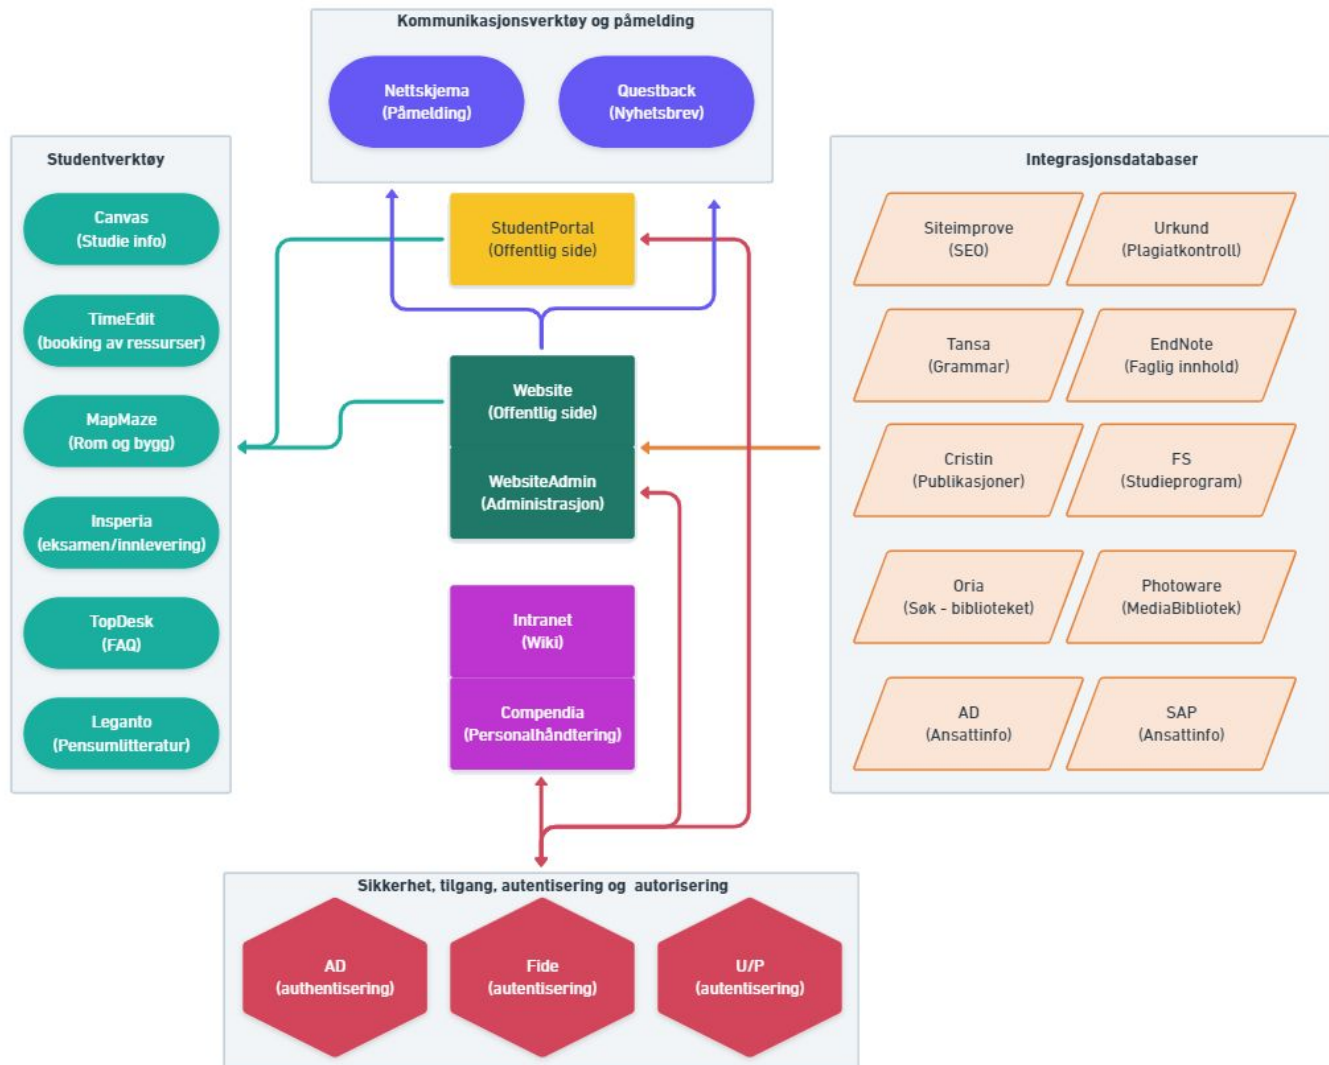 Kommunikasjonsverktøy og påmelding
Nettskjema
(Påmelding)
Questback
(Nyhetsbrev)
Studentverktøy
Canvas
(Studie info)
TimeEdit
(booking av ressurser)
MapMaze
(Rom og bygg)
Insperia
(eksamen/innlevering)
TopDesk
(FAQ)
Leganto
(Pensumlitteratur)
StudentPortal
(Offentlig side)
Website
(Offentlig side)
WebsiteAdmin
(Administrasjon)
Intranet
(Wiki)
Compendia
(Personalhåndtering)
Integrasjonsdatabaser
Siteimprove
(SEO)
Urkund
(Plagiatkontroll)
Tansa
(Grammar)
EndNote
(Faglig innhold)
Cristin
(Publikasjoner)
FS
(Studieprogram)
Oria
(Søk - biblioteket)
Photoware
(MediaBibliotek)
AD
(Ansattinfo)
SAP
(Ansattinfo)
Sikkerhet, tilgang, autentisering og autorisering
AD
(authentisering)
Fide
(autentisering)
U/P
(autentisering)